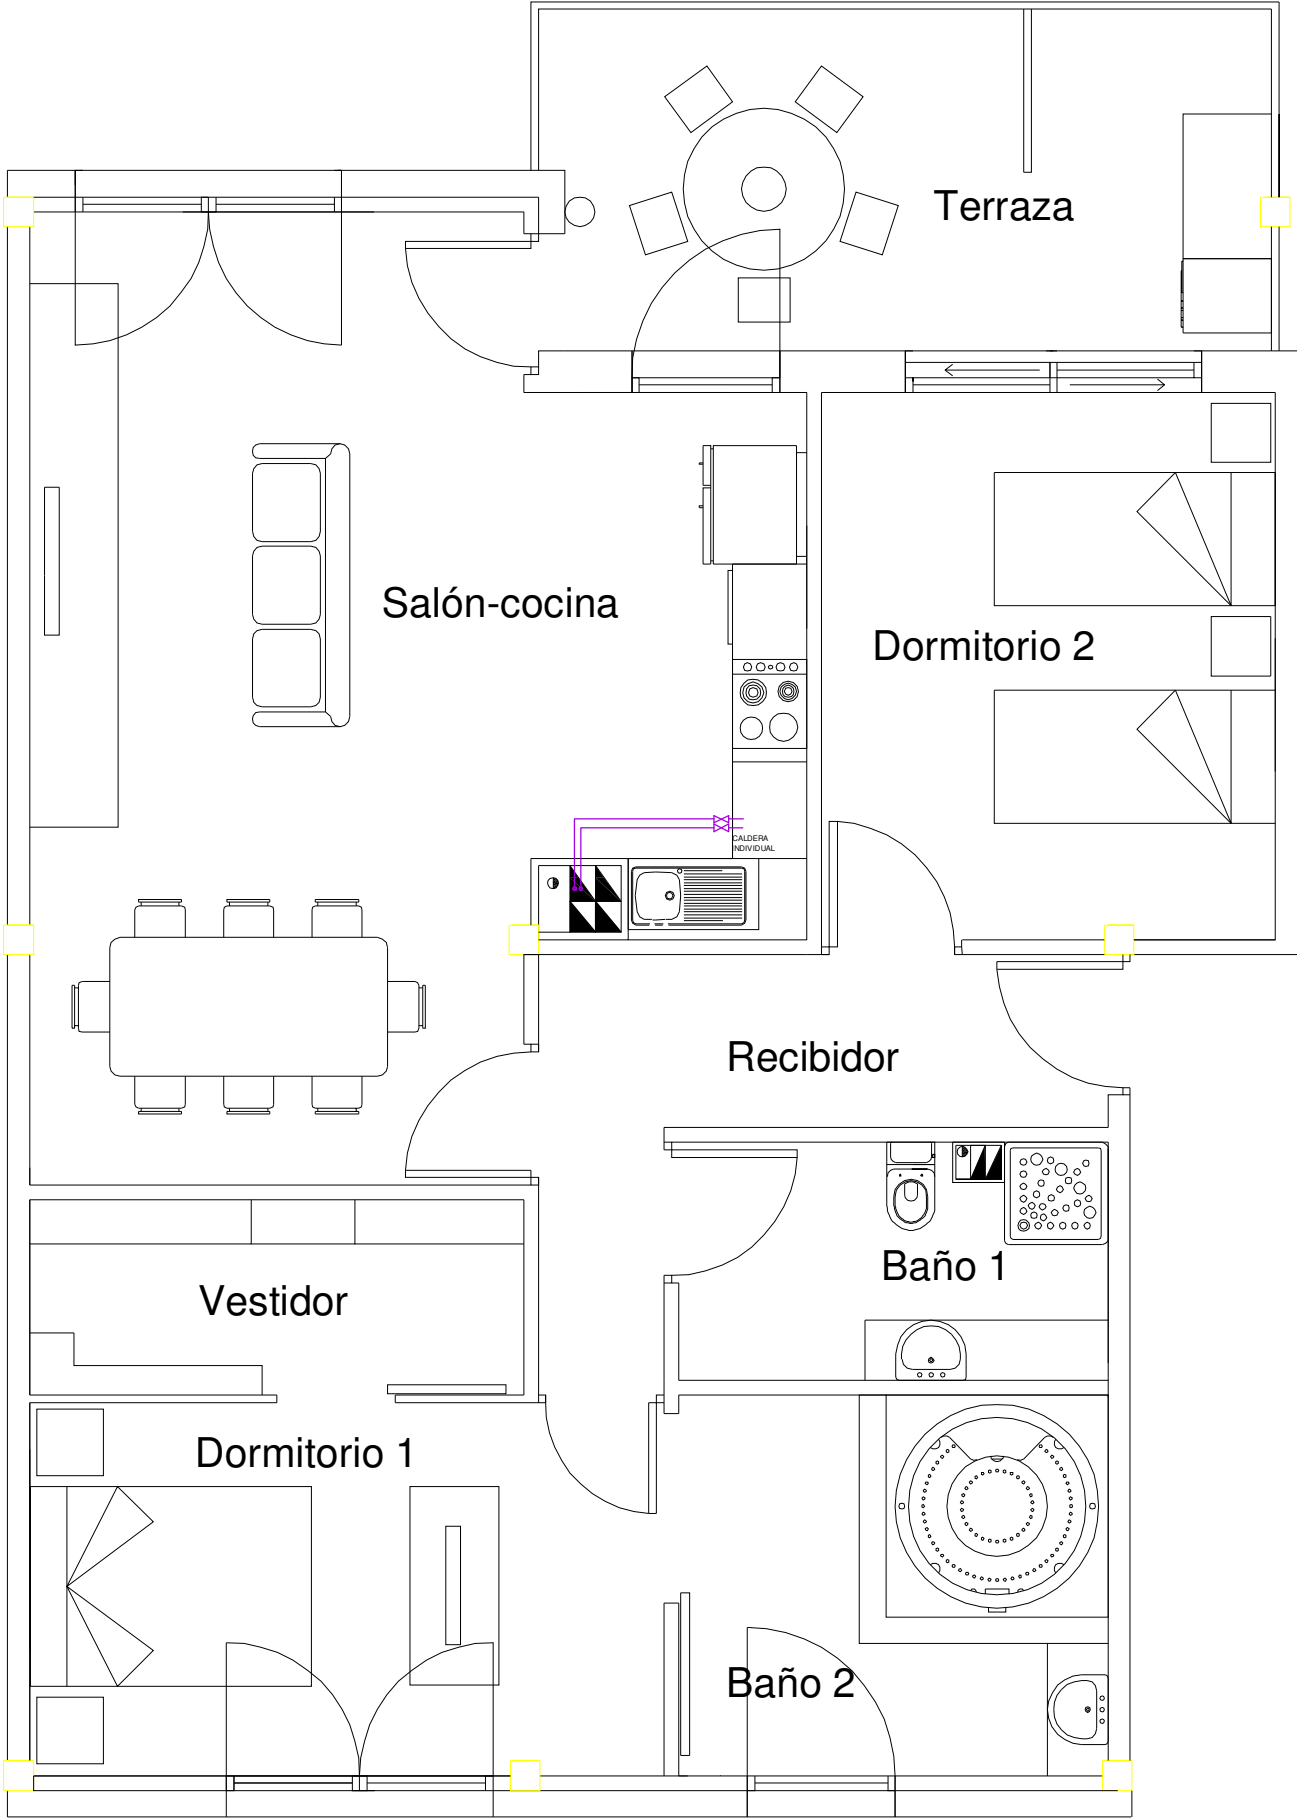 Terraza
Salón-cocina
Dormitorio 2
CALDERA
INDIVIDUAL
Recibidor
Baño 1
Vestidor
Dormitorio 1
Baño 2